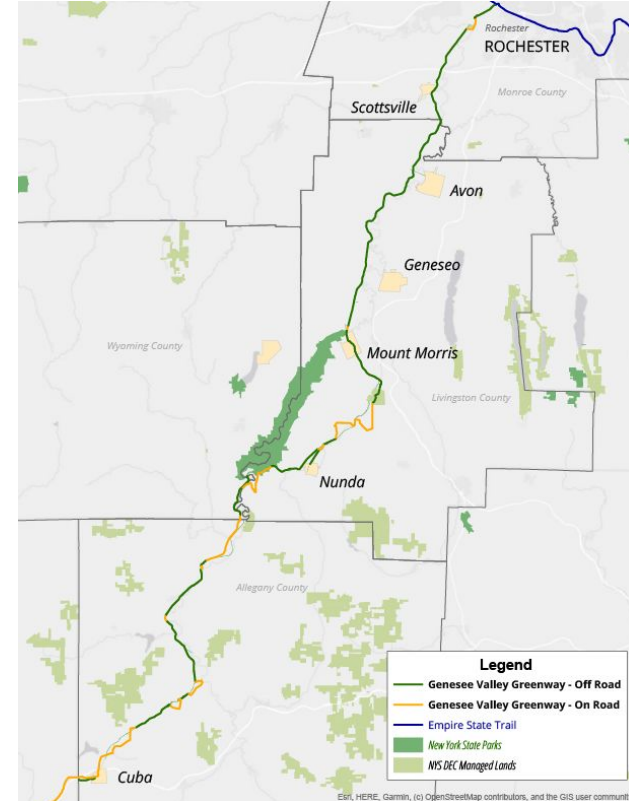 Rochester
ROCHESTER
Monroe County
Scottsville
Avon
Geneseo
Wyoming County
Mount Morris
Livingston County
Nunda
Allegany County
Cuba
Legend
Genesee Valley Greenway - Off Road
Genesee Valley Greenway - On Road
Empire State Trail
New York State Parks
NYS DEC Managed Lands
Esri, HERE, Garmin, (c) OpenStreetMap contributors, and the GIS user communit